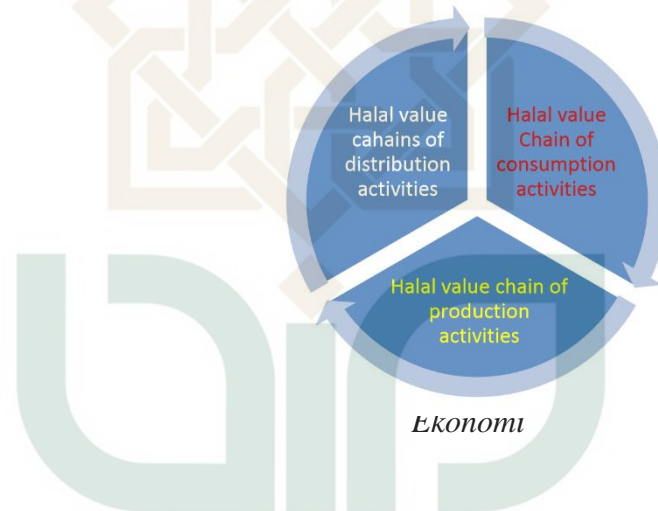 Halal value
cahains of
distribution
activities
Halal value
Chain of
consumption
activities
Halal value chain of
production
activities
Ekonomi